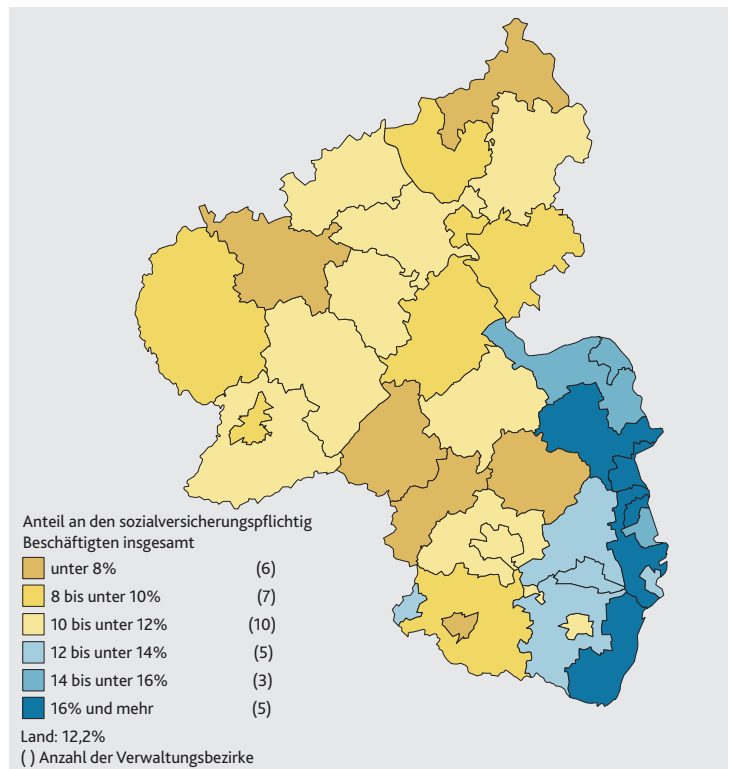 Anteil an den sozialversicherungspflichtig
Beschäftigten insgesamt
unter 8% (6)
8 bis unter 10% (7)
10 bis unter 12% (10)
12 bis unter 14% (5)
14 bis unter 16% (3)
16% und mehr (5)
Land: 12,2%
( ) Anzahl der Verwaltungsbezirke